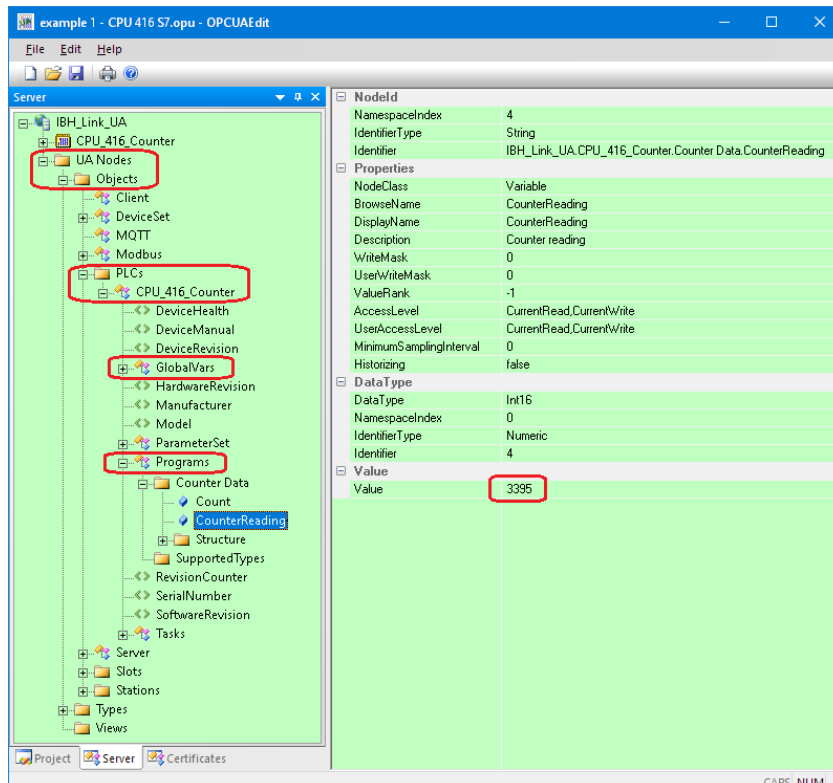 example 1 - CPU 416 S7.opu - OPCUAEdit
File Edit Help
Server
IBH_Link_UA
CPU_416_Counter
UA Nodes
Objects
Client
DeviceSet
MQTT
Modbus
PLCs
CPU_416_Counter
DeviceHealth
DeviceManual
DeviceRevision
GlobalVars
HardwareRevision
Manufacturer
Model
ParameterSet
Programs
Counter Data
Count
CounterReading
Structure
SupportedTypes
RevisionCounter
SerialNumber
SoftwareRevision
Tasks
Server
Slots
Stations
Types
Views
Project Server Certificates
NodeId
NamespaceIndex 4
IdentifierType String
Identifier IBH_Link_UA.CPU_416_Counter.Counter Data.CounterReading
Properties
NodeClass Variable
BrowseName CounterReading
DisplayName CounterReading
Description Counter reading
WriteMask 0
UserWriteMask 0
ValueRank -1
AccessLevel CurrentRead,CurrentWrite
UserAccessLevel CurrentRead,CurrentWrite
MinimumSamplingInterval 0
Historizing false
DataType
DataType Int16
NamespaceIndex 0
IdentifierType Numeric
Identifier 4
Value
Value 3395
CAPS NUM